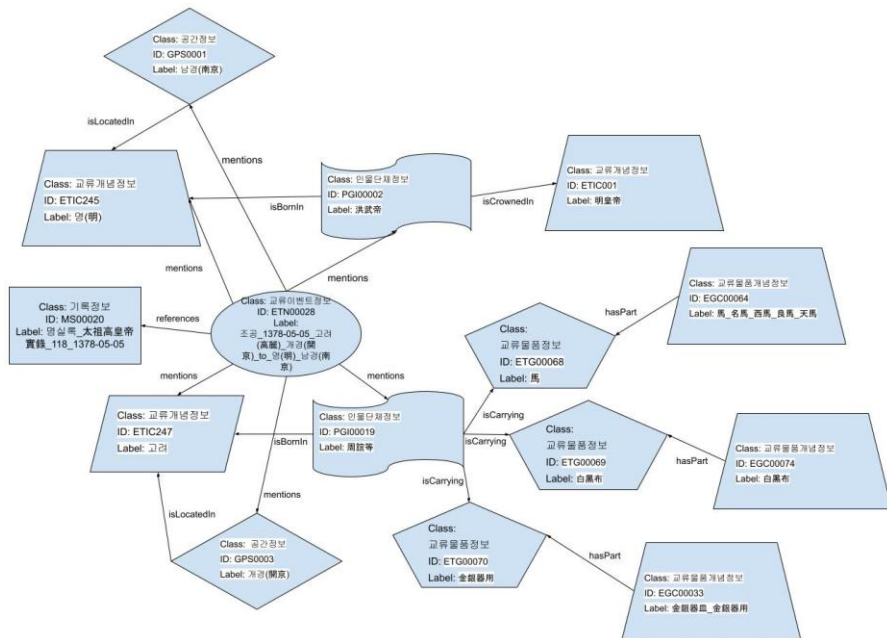 Class: 공간정보
ID: GPS0001
Label: 남경(南京)
isLocatedIn
mentions
Class: 교류개념정보
ID: ETIC245
Label: 명(明)
isBornIn
Class: 인물단체정보
ID: PGI00002
Label: 洪武帝
isCrownedIn
Class: 교류개념정보
ID: ETIC001
Label: 明皇帝
mentions
mentions
Class: 기록정보
ID: MS00020
Label: 명실록_太祖高皇帝
實錄_118_1378-05-05
references
Class: 교류이벤트정보
ID: ETN00028
Label:
조공_1378-05-05_고려
(高麗)_개경(開
京)_to_명(明)_남경(南
京)
Class: 교류물품개념정보
ID: EGC00064
Label: 馬_名馬_西馬_良馬_天馬
hasPart
Class:
교류물품정보
ID: ETG00068
Label: 馬
mentions
mentions
Class: 교류개념정보
ID: ETIC247
Label: 고려
isBornIn
Class: 인물단체정보
ID: PGI00019
Label: 周誼等
isCarrying
isCarrying
isCarrying
Class:
교류물품정보
ID: ETG00069
Label: 白黑布
hasPart
Class: 교류물품개념정보
ID: EGC00074
Label: 白黑布
isLocatedIn
mentions
Class: 공간정보
ID: GPS0003
Label: 개경(開京)
Class:
교류물품정보
ID: ETG00070
Label: 金銀器用
hasPart
Class: 교류물품개념정보
ID: EGC00033
Label: 金銀器皿_金銀器用